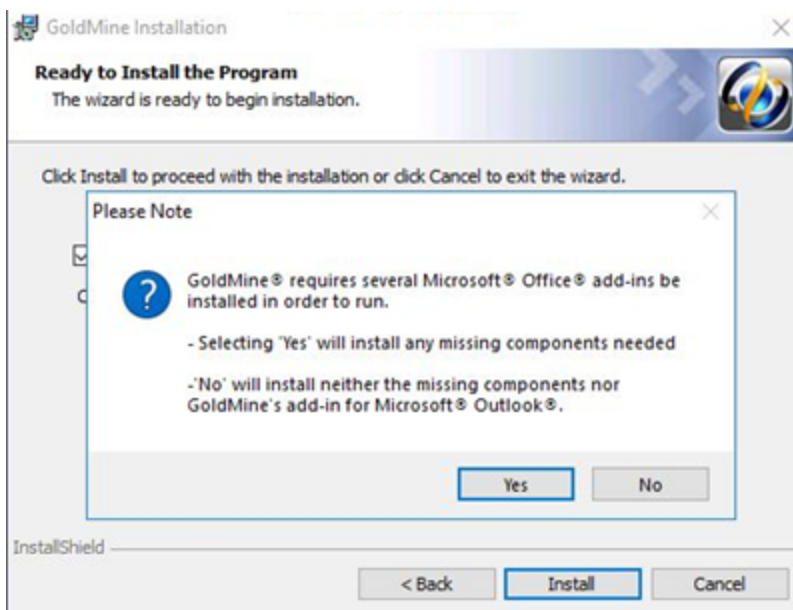 GoldMine Installation
Ready to Install the Program
The wizard is ready to begin installation.
Click Install to proceed with the installation or click Cancel to exit the wizard.
Please Note
GoldMine® requires several Microsoft® Office® add-ins be
installed in order to run.
- Selecting 'Yes' will install any missing components needed
-'No' will install neither the missing components nor
GoldMine's add-in for Microsoft® Outlook®.
Yes
No
InstallShield
< Back
Install
Cancel